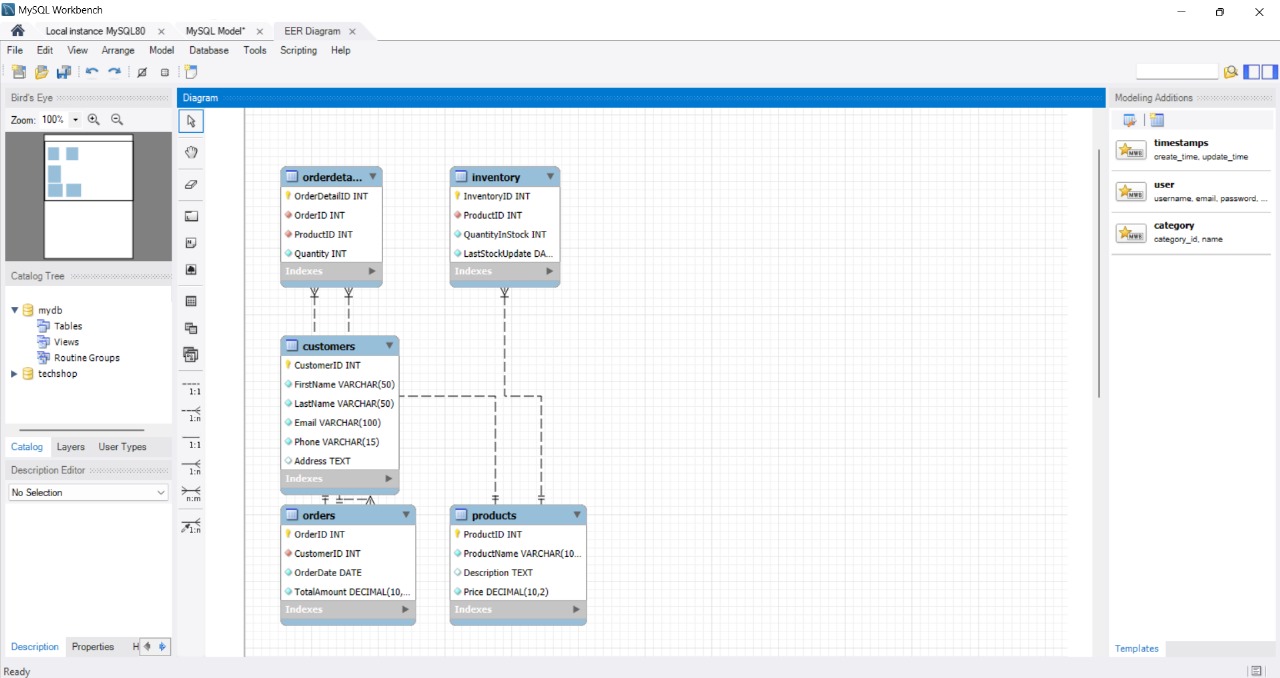 MySQL Workbench
Local instance MySQL80
MySQL Model*
EER Diagram
File Edit View Arrange Model Database Tools Scripting Help
Bird's Eye
Zoom: 100%
Catalog Tree
mydb
Tables
Views
Routine Groups
techshop
Catalog Layers User Types
Description Editor
No Selection
Description Properties H
Ready
1:1
1:n
1:1
1:n
n:m
1:n
Diagram
orderdeta...
OrderDetailID INT
OrderID INT
ProductID INT
Quantity INT
Indexes
inventory
InventoryID INT
ProductID INT
QuantityInStock INT
LastStockUpdate DA...
Indexes
customers
CustomerID INT
FirstName VARCHAR(50)
LastName VARCHAR(50)
Email VARCHAR(100)
Phone VARCHAR(15)
Address TEXT
Indexes
orders
OrderID INT
CustomerID INT
OrderDate DATE
TotalAmount DECIMAL(10,...
Indexes
products
ProductID INT
ProductName VARCHAR(10...
Description TEXT
Price DECIMAL(10,2)
Indexes
Modeling Additions
timestamps
create_time, update_time
user
username, email, password, ...
category
category_id, name
Templates